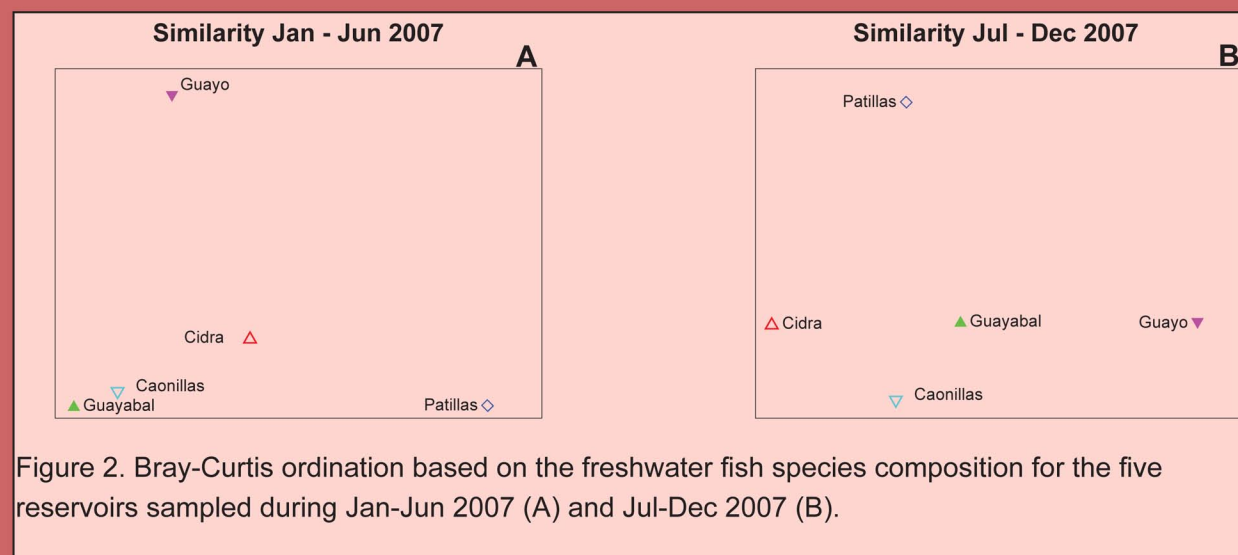 Similarity Jan - Jun 2007
A
Guayo
Cidra
Caonillas
Guayabal
Patillas
Similarity Jul - Dec 2007
B
Patillas
Cidra
Guayabal
Guayo
Caonillas
Figure 2. Bray-Curtis ordination based on the freshwater fish species composition for the five
reservoirs sampled during Jan-Jun 2007 (A) and Jul-Dec 2007 (B).